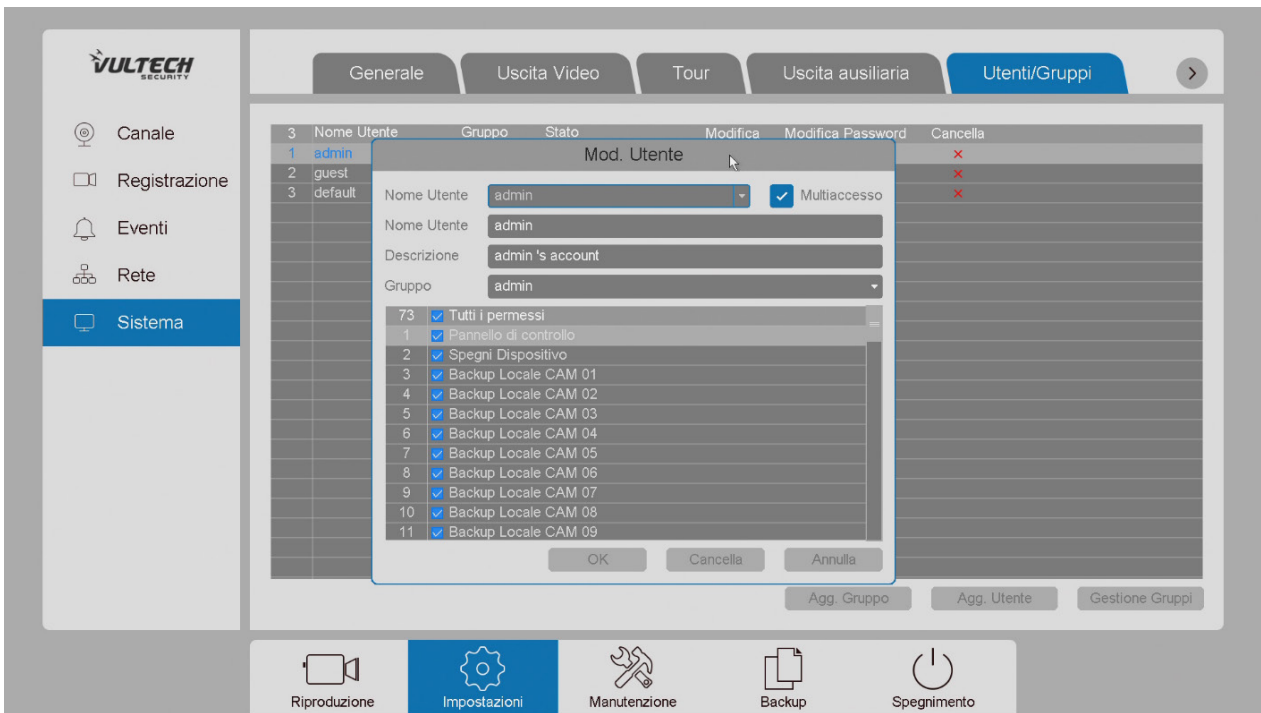 VULTECH
SECURITY
Generale
Uscita Video
Tour
Uscita ausiliaria
Utenti/Gruppi
>
Canale
Registrazione
Eventi
Rete
Sistema
3 Nome Utente Gruppo Stato Modifica Modifica Password Cancella
1 admin
2 guest
3 default
Mod. Utente
Nome Utente admin Multiaccesso
Nome Utente admin
Descrizione admin 's account
Gruppo admin
73 Tutti i permessi
1 Pannello di controllo
2 Spegni Dispositivo
3 Backup Locale CAM 01
4 Backup Locale CAM 02
5 Backup Locale CAM 03
6 Backup Locale CAM 04
7 Backup Locale CAM 05
8 Backup Locale CAM 06
9 Backup Locale CAM 07
10 Backup Locale CAM 08
11 Backup Locale CAM 09
OK Cancella Annulla
Agg. Gruppo Agg. Utente Gestione Gruppi
Riproduzione Impostazioni Manutenzione Backup Spegnimento